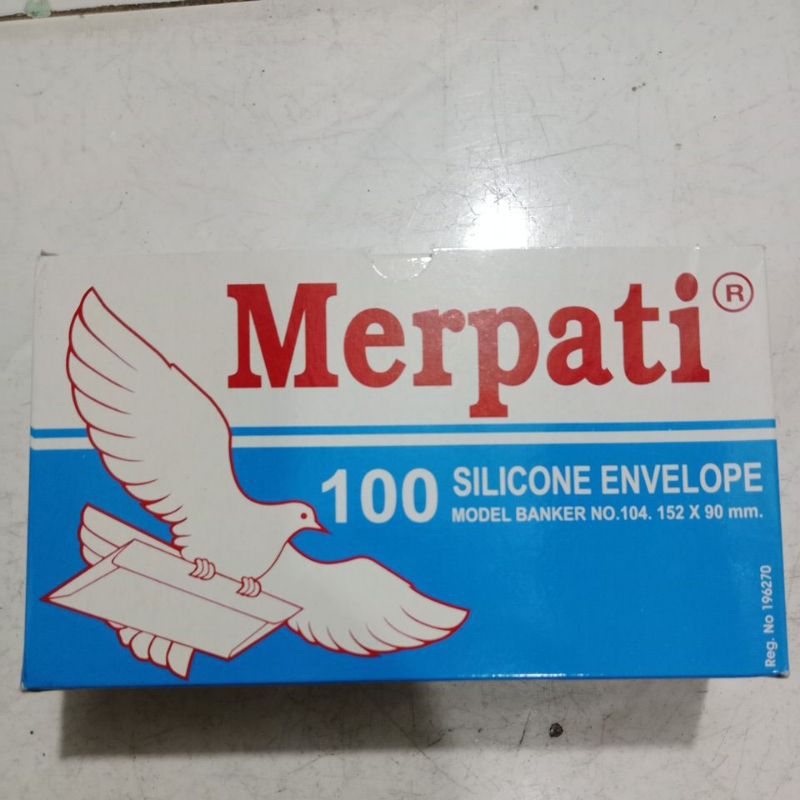 Merpati®
100 SILICONE ENVELOPE
MODEL BANKER NO.104. 152 X 90 mm.
Reg. No 196270